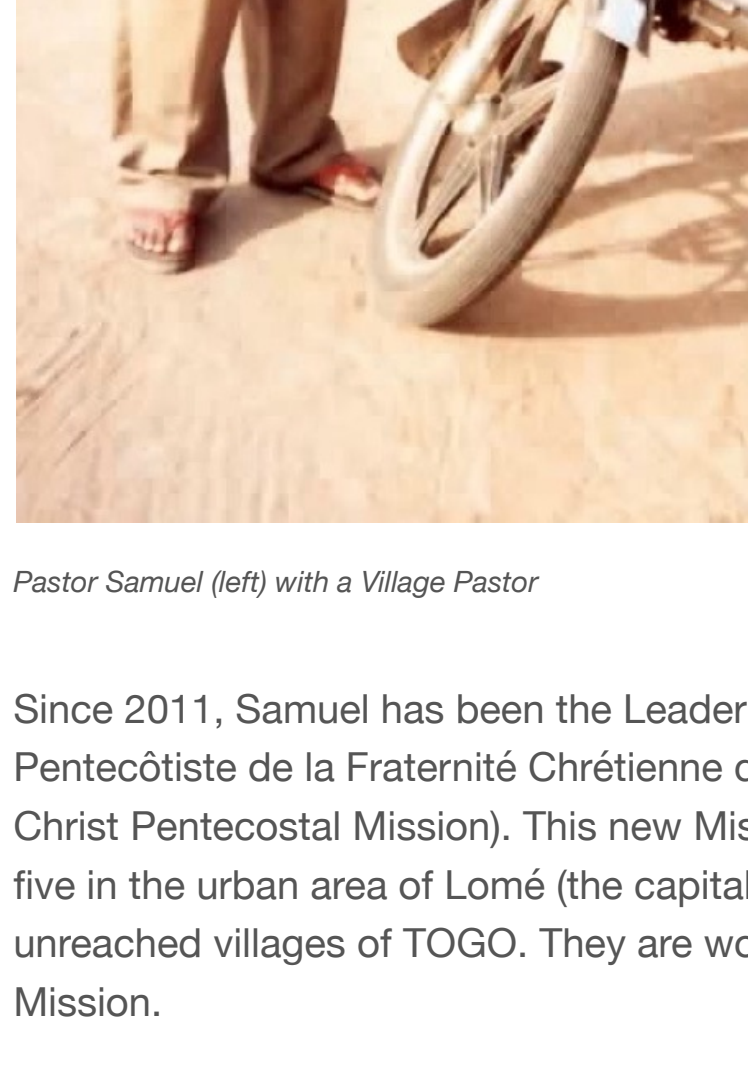 Pastor Samuel (left) with a Village Pastor
Since 2011, Samuel has been the Leader
Pentecôtiste de la Fraternité Chrétienne
Christ Pentecostal Mission). This new
five in the urban area of Lomé (the capital
unreached villages of TOGO. They are
Mission.